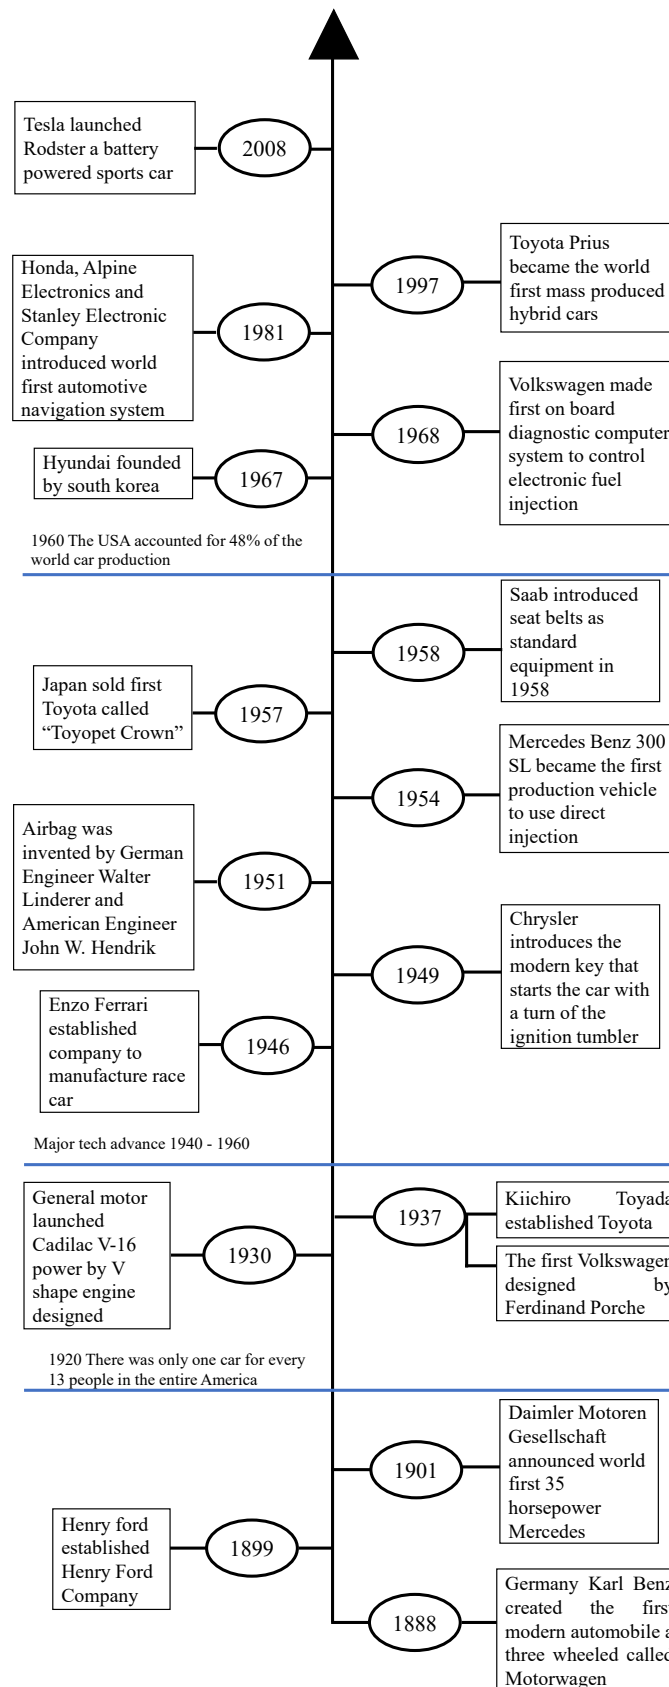 Tesla launched
Rodster a battery
powered sports car
2008
Toyota Prius
became the world
first mass produced
hybrid cars
1997
Honda, Alpine
Electronics and
Stanley Electronic
Company
introduced world
first automotive
navigation system
1981
Volkswagen made
first on board
diagnostic computer
system to control
electronic fuel
injection
1968
Hyundai founded
by south korea
1967
1960 The USA accounted for 48% of the
world car production
Saab introduced
seat belts as
standard
equipment in
1958
1958
Japan sold first
Toyota called
“Toyopet Crown”
1957
Mercedes Benz 300
SL became the first
production vehicle
to use direct
injection
1954
Airbag was
invented by German
Engineer Walter
Linderer and
American Engineer
John W. Hendrik
1951
Chrysler
introduces the
modern key that
starts the car with
a turn of the
ignition tumbler
1949
Enzo Ferrari
established
company to
manufacture race
car
1946
Major tech advance 1940 - 1960
General motor
launched
Cadilac V-16
power by V
shape engine
designed
1930
1937
Kiichiro Toyada
established Toyota
The first Volkswagen
designed by
Ferdinand Porche
1920 There was only one car for every
13 people in the entire America
Daimler Motoren
Gesellschaft
announced world
first 35
horsepower
Mercedes
1901
Henry ford
established
Henry Ford
Company
1899
1888
Germany Karl Benz
created the first
modern automobile a
three wheeled called
Motorwagen